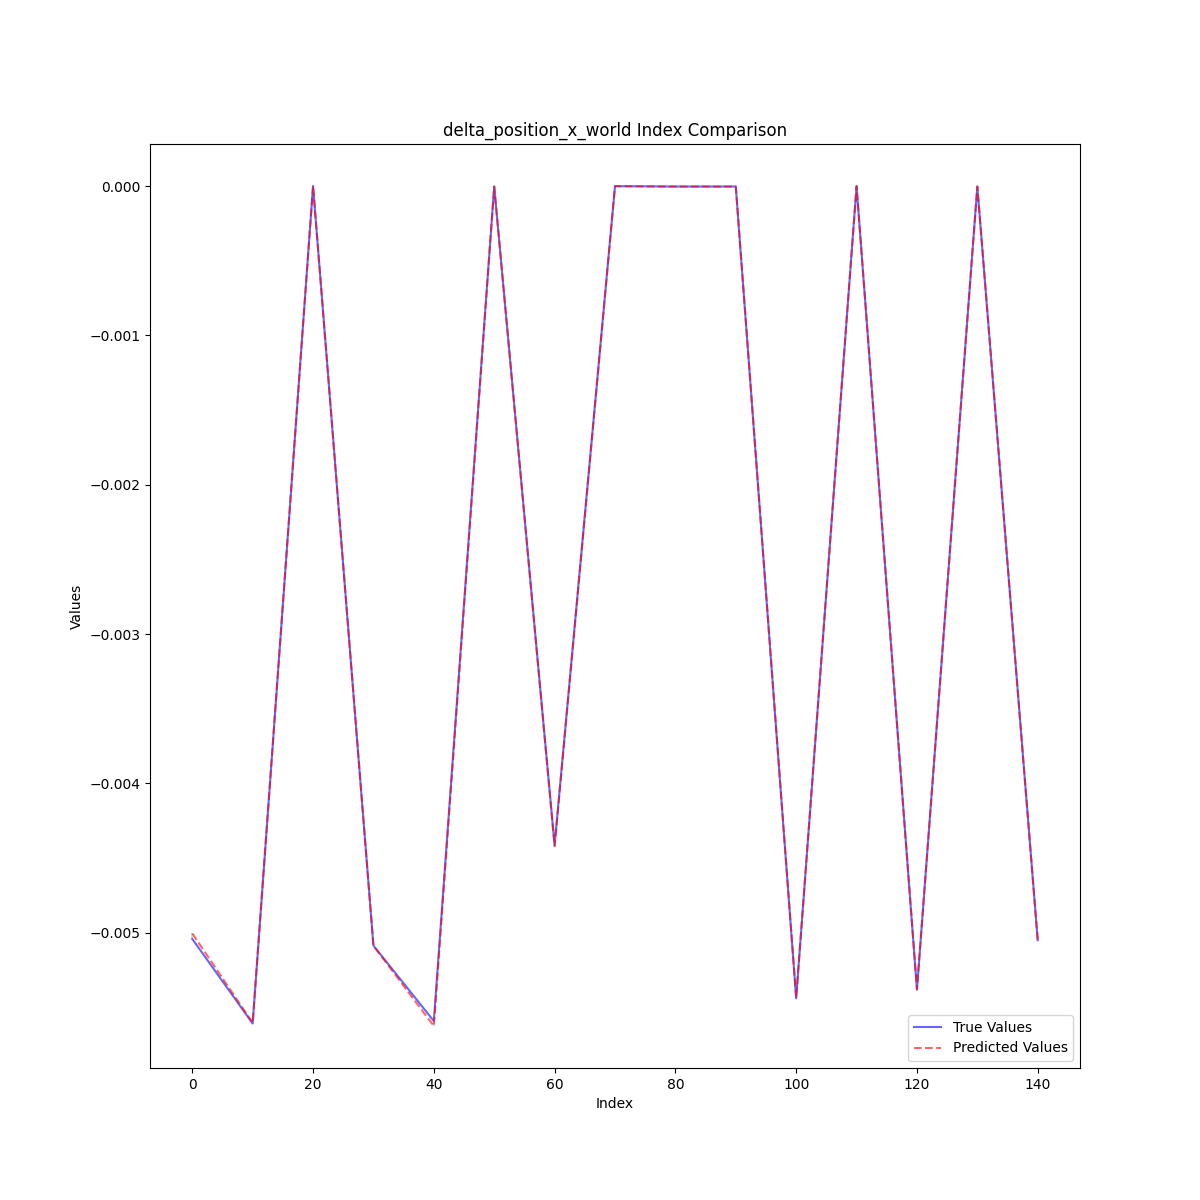 delta_position_x_world Index Comparison
0.000
−0.001
−0.002
−0.003
−0.004
−0.005
Values
0 20 40 60 80 100 120 140
Index
True Values
Predicted Values